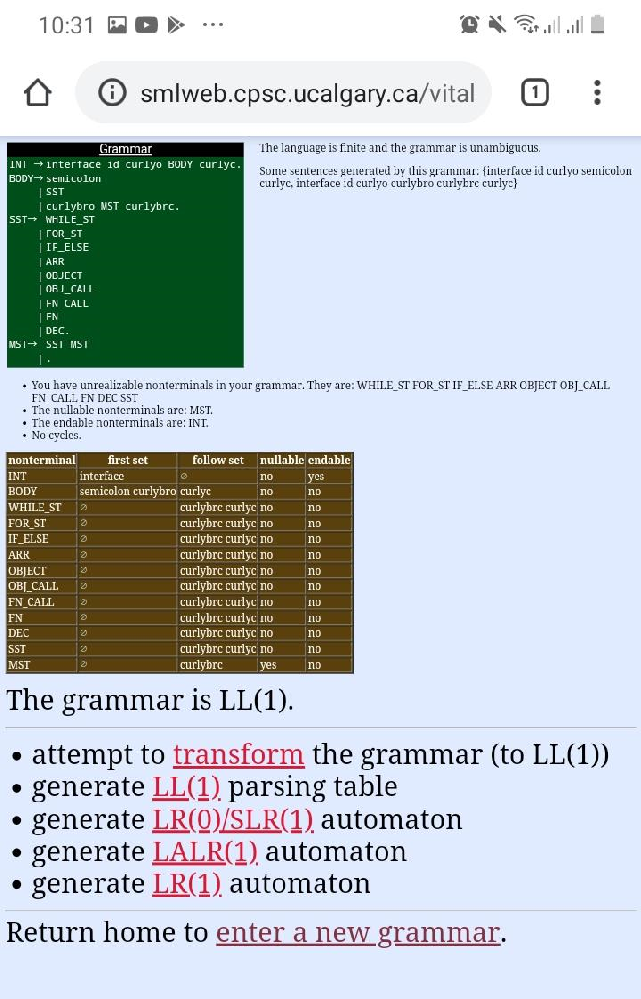 10:31
smlweb.cpsc.ucalgary.ca/vital
1
Grammar
INT → interface id curlyo BODY curlyc.
BODY→ semicolon
| SST
| curlybro MST curlybrc.
SST→ WHILE_ST
| FOR_ST
| IF_ELSE
| ARR
| OBJECT
| OBJ_CALL
| FN_CALL
| FN
| DEC.
MST→ SST MST
| .
The language is finite and the grammar is unambiguous.
Some sentences generated by this grammar: {interface id curlyo semicolon
curlyc, interface id curlyo curlybro curlybrc curlyc}
• You have unrealizable nonterminals in your grammar. They are: WHILE_ST FOR_ST IF_ELSE ARR OBJECT OBJ_CALL
FN_CALL FN DEC SST
• The nullable nonterminals are: MST.
• The endable nonterminals are: INT.
• No cycles.
nonterminal first set follow set nullable endable
INT interface ∅ no yes
BODY semicolon curlybro curlyc no no
WHILE_ST ∅ curlybrc curlyc no no
FOR_ST ∅ curlybrc curlyc no no
IF_ELSE ∅ curlybrc curlyc no no
ARR ∅ curlybrc curlyc no no
OBJECT ∅ curlybrc curlyc no no
OBJ_CALL ∅ curlybrc curlyc no no
FN_CALL ∅ curlybrc curlyc no no
FN ∅ curlybrc curlyc no no
DEC ∅ curlybrc curlyc no no
SST ∅ curlybrc curlyc no no
MST ∅ curlybrc yes no
The grammar is LL(1).
• attempt to transform the grammar (to LL(1))
• generate LL(1) parsing table
• generate LR(0)/SLR(1) automaton
• generate LALR(1) automaton
• generate LR(1) automaton
Return home to enter a new grammar.